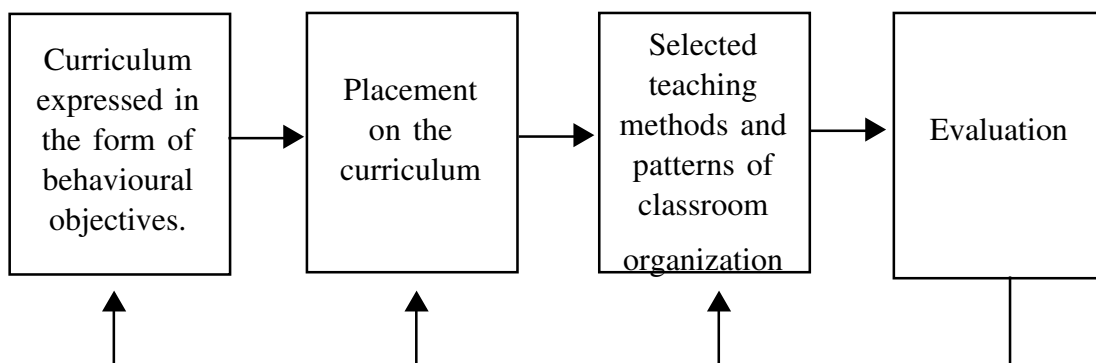 Curriculum
expressed in
the form of
behavioural
objectives.
Placement
on the
curriculum
Selected
teaching
methods and
patterns of
classroom
organization
Evaluation